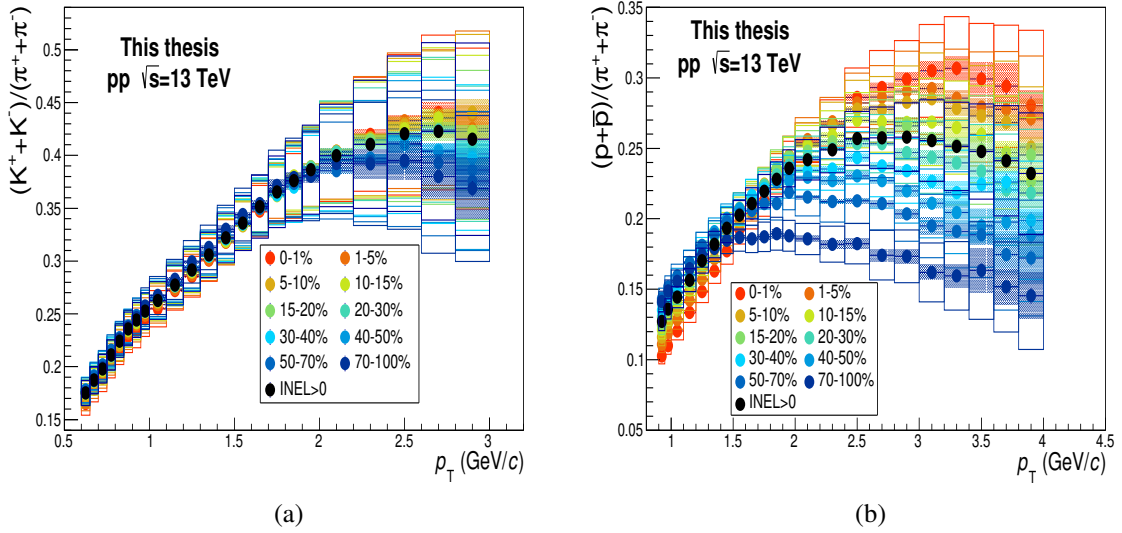 (K⁺+K⁻)/(π⁺+π⁻)
This thesis
pp √s=13 TeV
0.5
0.45
0.4
0.35
0.3
0.25
0.2
0.15
0-1% 1-5%
5-10% 10-15%
15-20% 20-30%
30-40% 40-50%
50-70% 70-100%
INEL>0
0.5 1 1.5 2 2.5 3
p_T (GeV/c)
(a)
(p+p̅)/(π⁺+π⁻)
This thesis
pp √s=13 TeV
0.35
0.3
0.25
0.2
0.15
0.1
0.05
0-1% 1-5%
5-10% 10-15%
15-20% 20-30%
30-40% 40-50%
50-70% 70-100%
INEL>0
1 1.5 2 2.5 3 3.5 4 4.5
p_T (GeV/c)
(b)